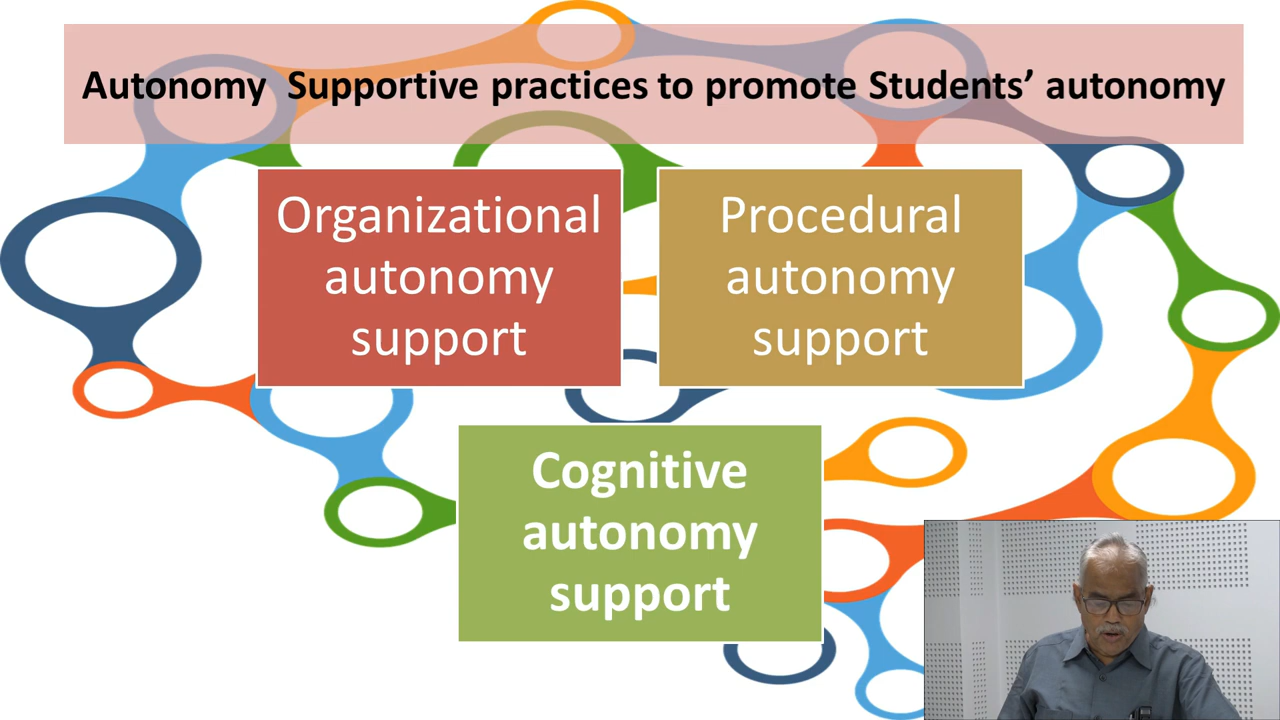 Autonomy  Supportive practices to promote Students’ autonomy
Organizational
autonomy
support
Procedural
autonomy
support
Cognitive
autonomy
support